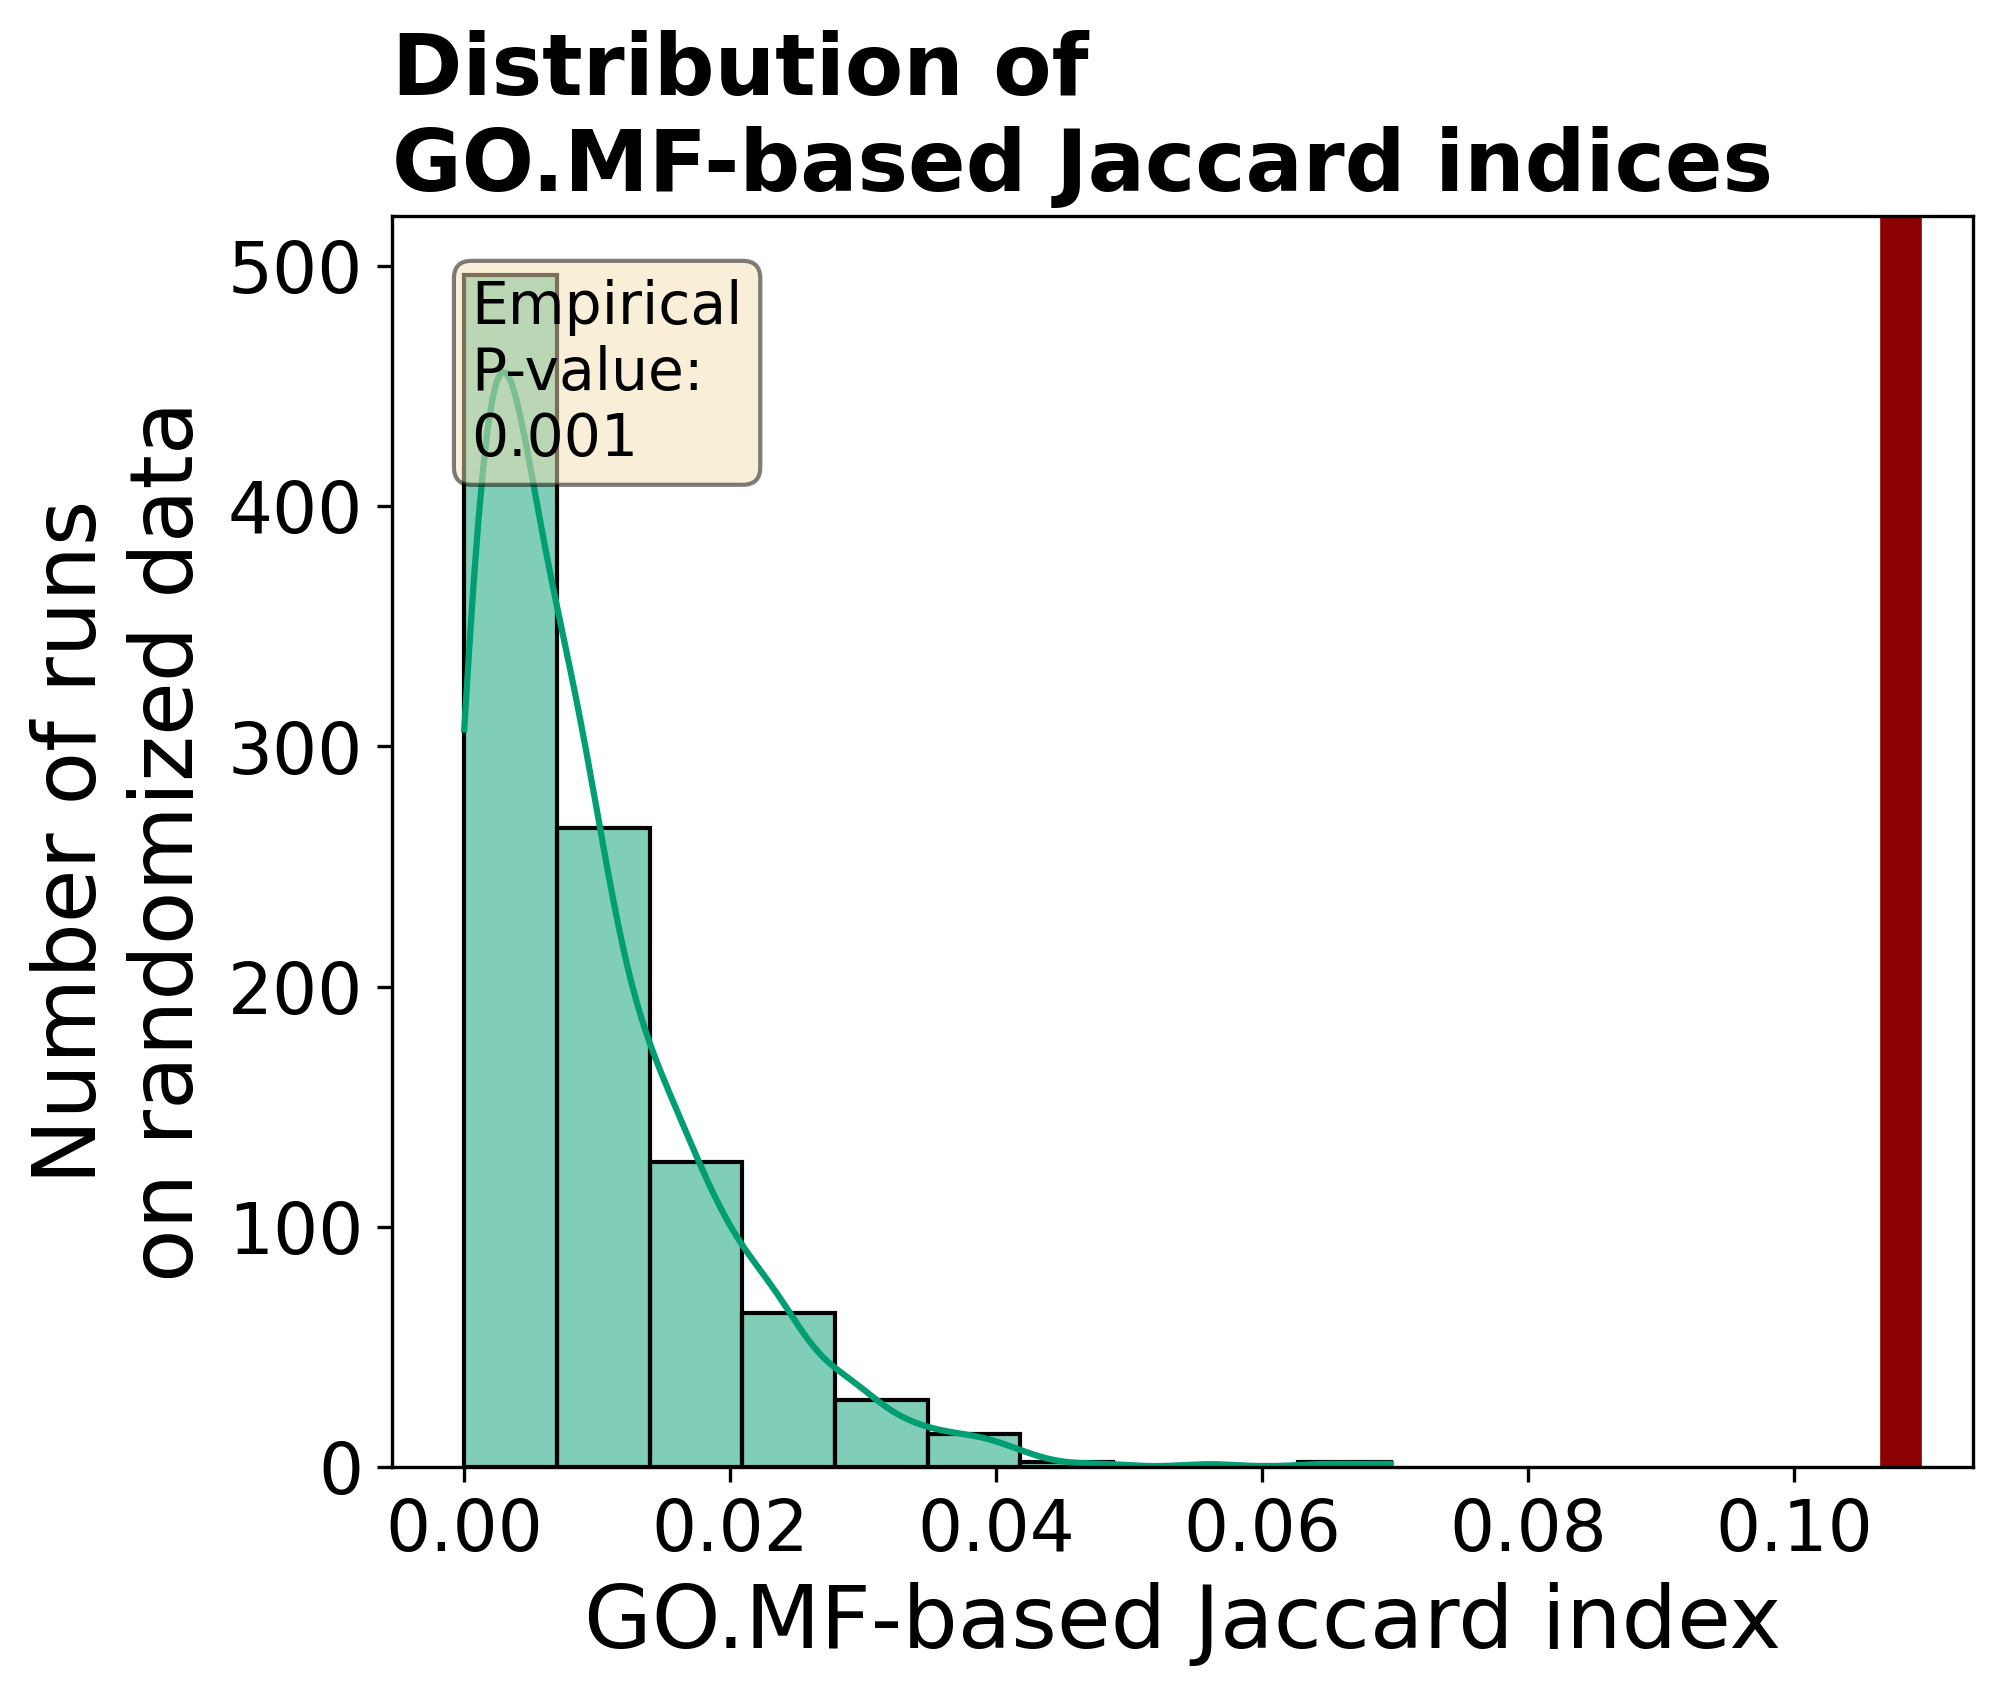 Distribution of
GO.MF-based Jaccard indices
Number of runs
on randomized data
500
400
300
200
100
0
Empirical
P-value:
0.001
0.00
0.02
0.04
0.06
0.08
0.10
GO.MF-based Jaccard index